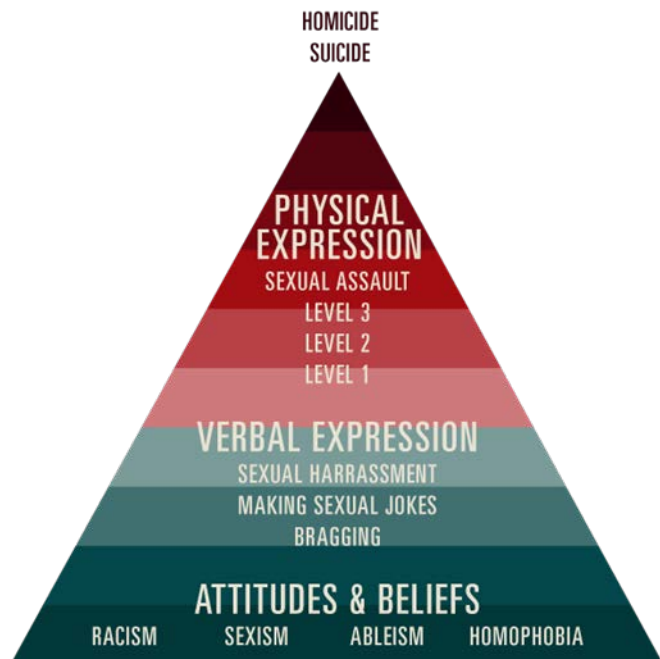 HOMICIDE
SUICIDE
PHYSICAL
EXPRESSION
SEXUAL ASSAULT
LEVEL 3
LEVEL 2
LEVEL 1
VERBAL EXPRESSION
SEXUAL HARRASSMENT
MAKING SEXUAL JOKES
BRAGGING
ATTITUDES & BELIEFS
RACISM SEXISM ABLEISM HOMOPHOBIA